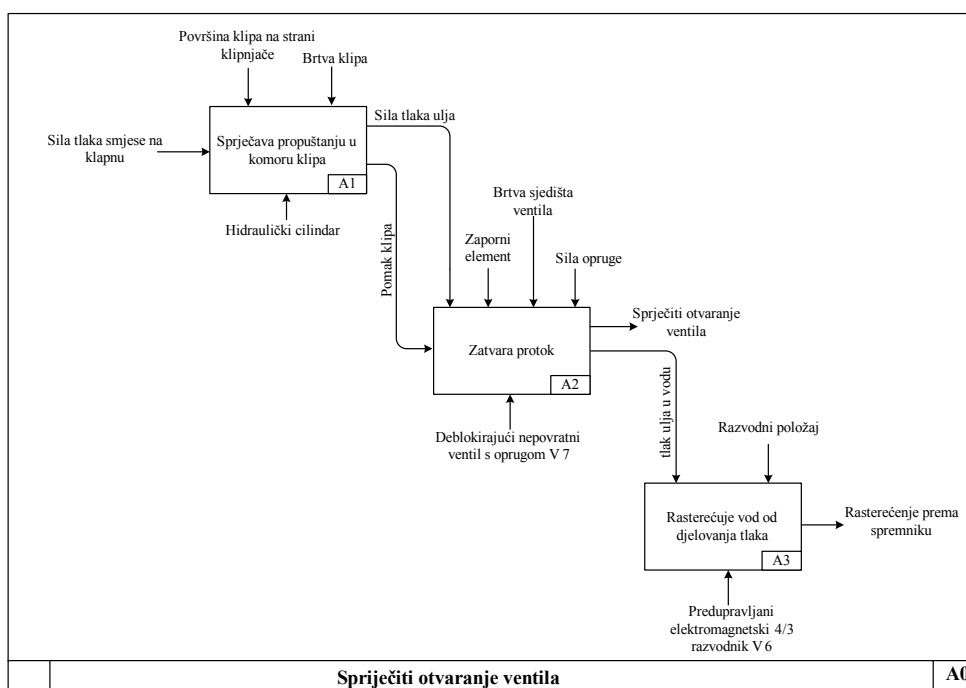 Površina klipa na strani
klipnjače
Brtva klipa
Sila tlaka ulja
Sila tlaka smjese na
klapnu
Sprječava propuštanju u
komoru klipa
A1
Hidraulički cilindar
Pomak klipa
Brtva sjedišta
ventila
Zaporni
element
Sila opruge
Spriječiti otvaranje
ventila
Zatvara protok
A2
Deblokirajući nepovratni
ventil s oprugom V 7
tlak ulja u vodu
Razvodni položaj
Rasterećuje vod od
djelovanja tlaka
A3
Rasterećenje prema
spremniku
Predupravljani
elektromagnetski 4/3
razvodnik V 6
Spriječiti otvaranje ventila
A0